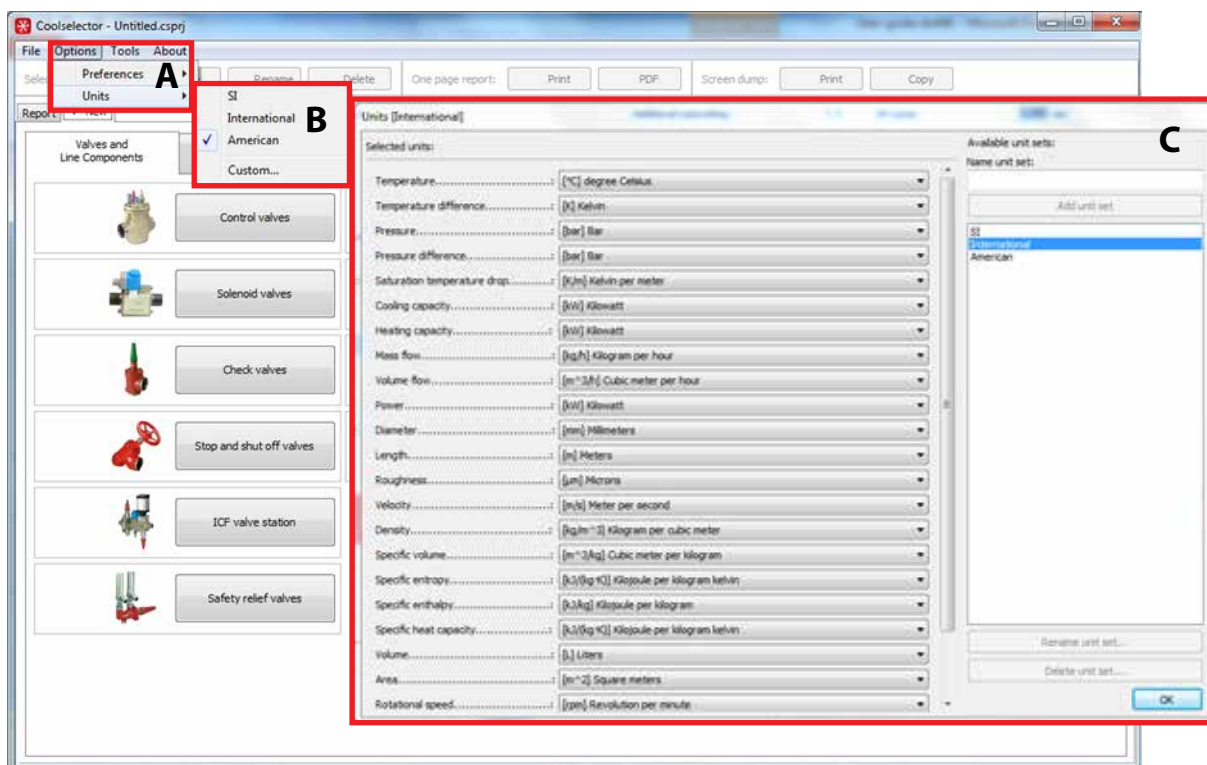 Coolselector - Untitled.csprj
File Options Tools About
Preferences
Units
A
Rename
Delete
One page report:
Print
PDF
Screen dump:
Print
Copy
SI
International
American
Custom...
B
Report
New
Valves and
Line Components
Control valves
Solenoid valves
Check valves
Stop and shut off valves
ICF valve station
Safety relief valves
Units [International]
C
Selected units:
Temperature: [°C] degree Celsius
Temperature difference: [K] Kelvin
Pressure: [bar] Bar
Pressure difference: [bar] Bar
Saturation temperature drop: [K/m] Kelvin per meter
Cooling capacity: [kW] Kilowatt
Heating capacity: [kW] Kilowatt
Mass flow: [kg/h] Kilogram per hour
Volume flow: [m^3/h] Cubic meter per hour
Power: [kW] Kilowatt
Diameter: [mm] Millimeters
Length: [m] Meters
Roughness: [µm] Microns
Velocity: [m/s] Meter per second
Density: [kg/m^3] Kilogram per cubic meter
Specific volume: [m^3/kg] Cubic meter per kilogram
Specific entropy: [kJ/(kg·K)] Kilojoule per kilogram kelvin
Specific enthalpy: [kJ/kg] Kilojoule per kilogram
Specific heat capacity: [kJ/(kg·K)] Kilojoule per kilogram kelvin
Volume: [L] Liters
Area: [m^2] Square meters
Rotational speed: [rpm] Revolution per minute
Available unit sets:
Name unit set:
Add unit set
SI
International
American
Rename unit set...
Delete unit set...
OK